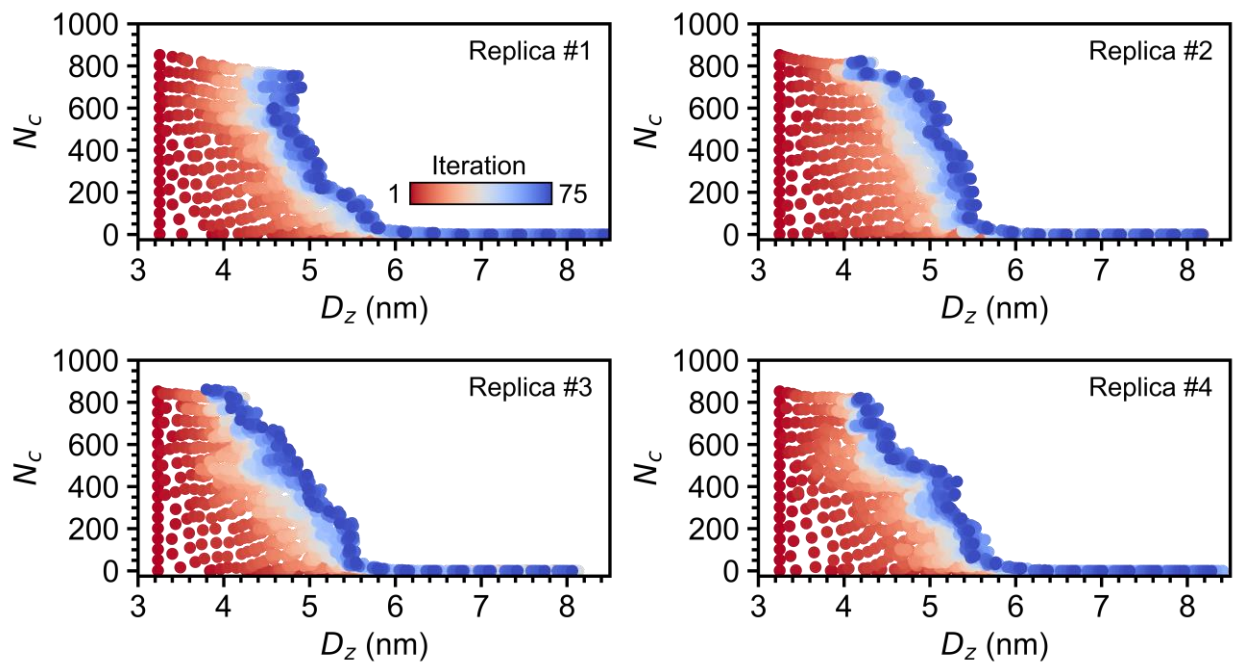 1000
800
600
400
200
0
N_c
Replica #1
Iteration
1 75
3 4 5 6 7 8
D_z (nm)
1000
800
600
400
200
0
N_c
Replica #2
3 4 5 6 7 8
D_z (nm)
1000
800
600
400
200
0
N_c
Replica #3
3 4 5 6 7 8
D_z (nm)
1000
800
600
400
200
0
N_c
Replica #4
3 4 5 6 7 8
D_z (nm)